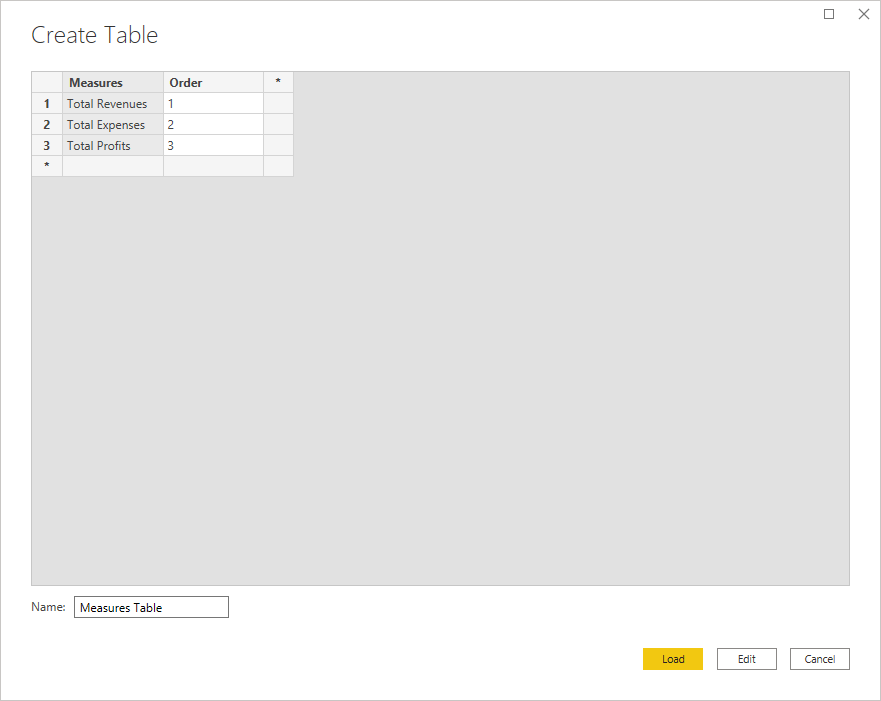 Create Table
Measures Order *
1 Total Revenues 1
2 Total Expenses 2
3 Total Profits 3
*
Name: Measures Table
Load Edit Cancel